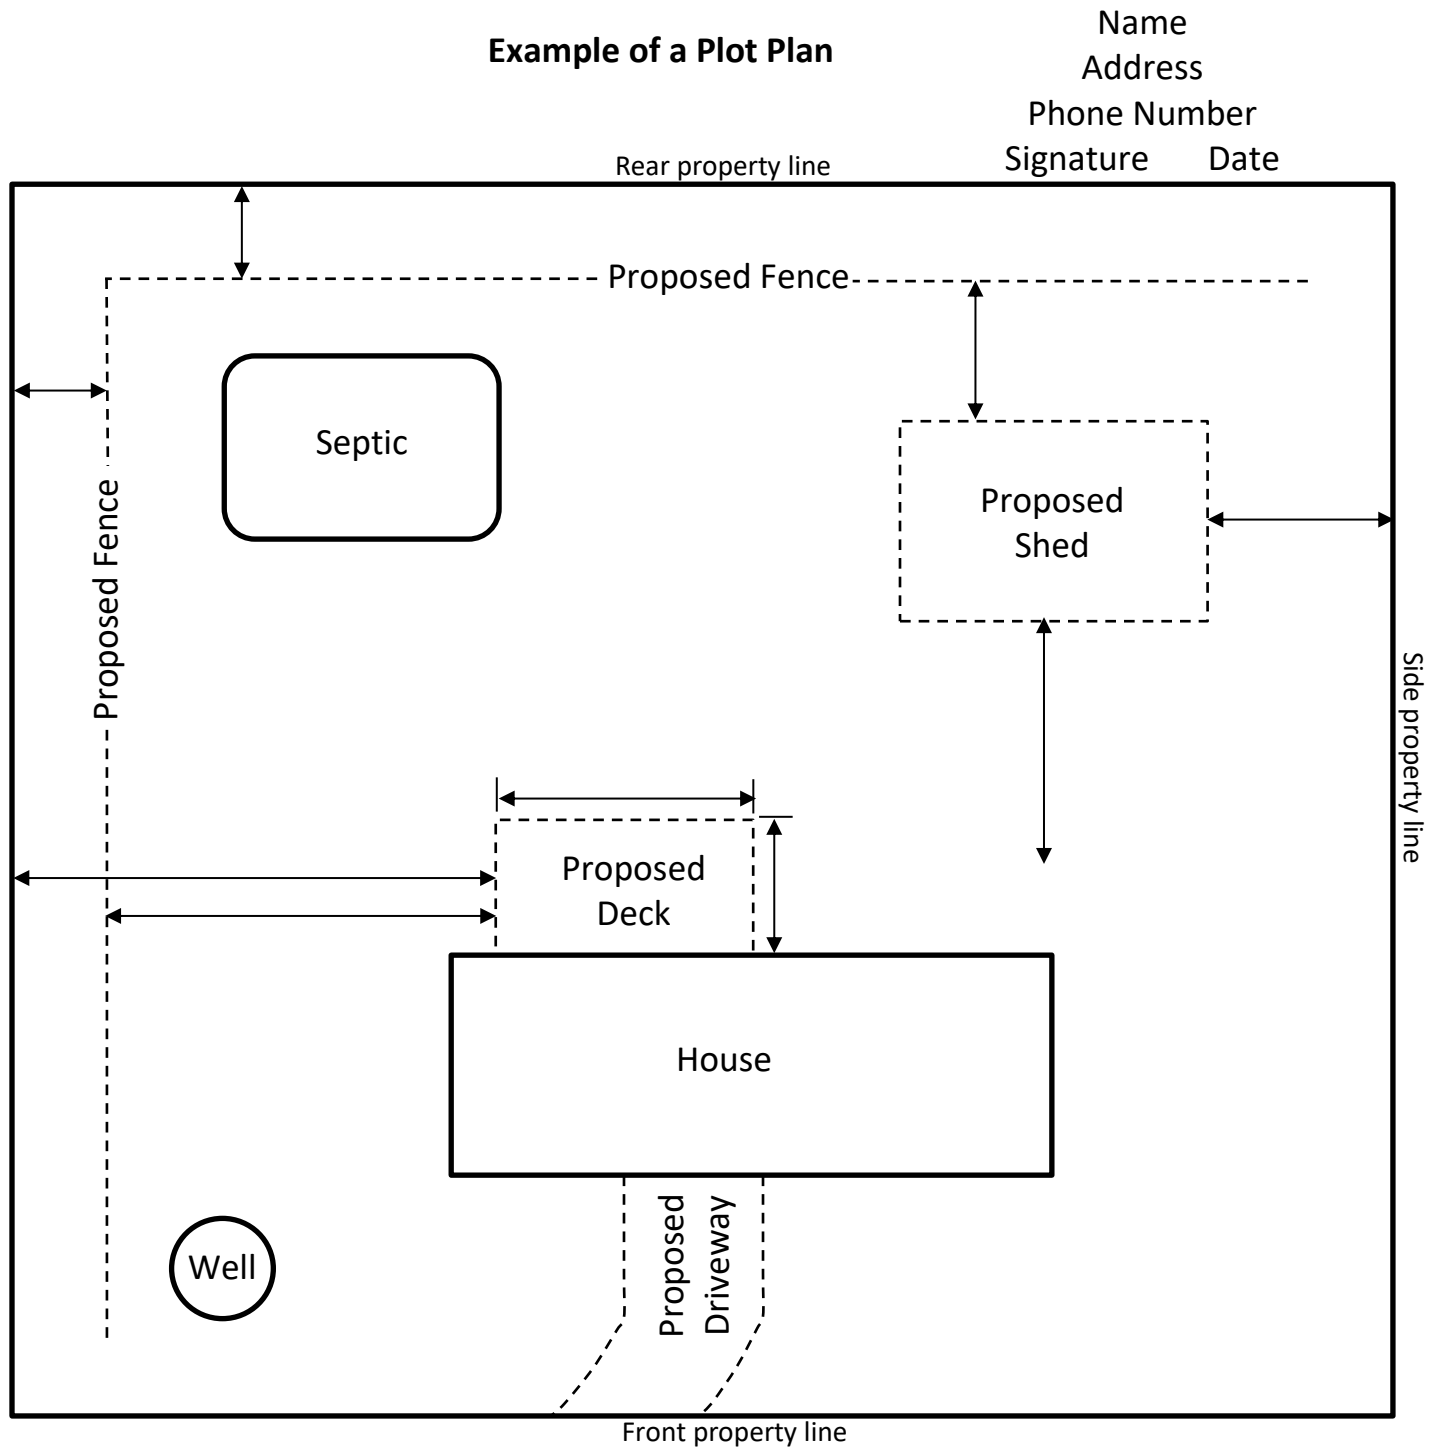 Example of a Plot Plan
Name
Address
Phone Number
Signature Date
Rear property line
Proposed Fence
Septic
Proposed
Shed
Proposed Fence
Side property line
Proposed
Deck
House
Proposed
Driveway
Well
Front property line